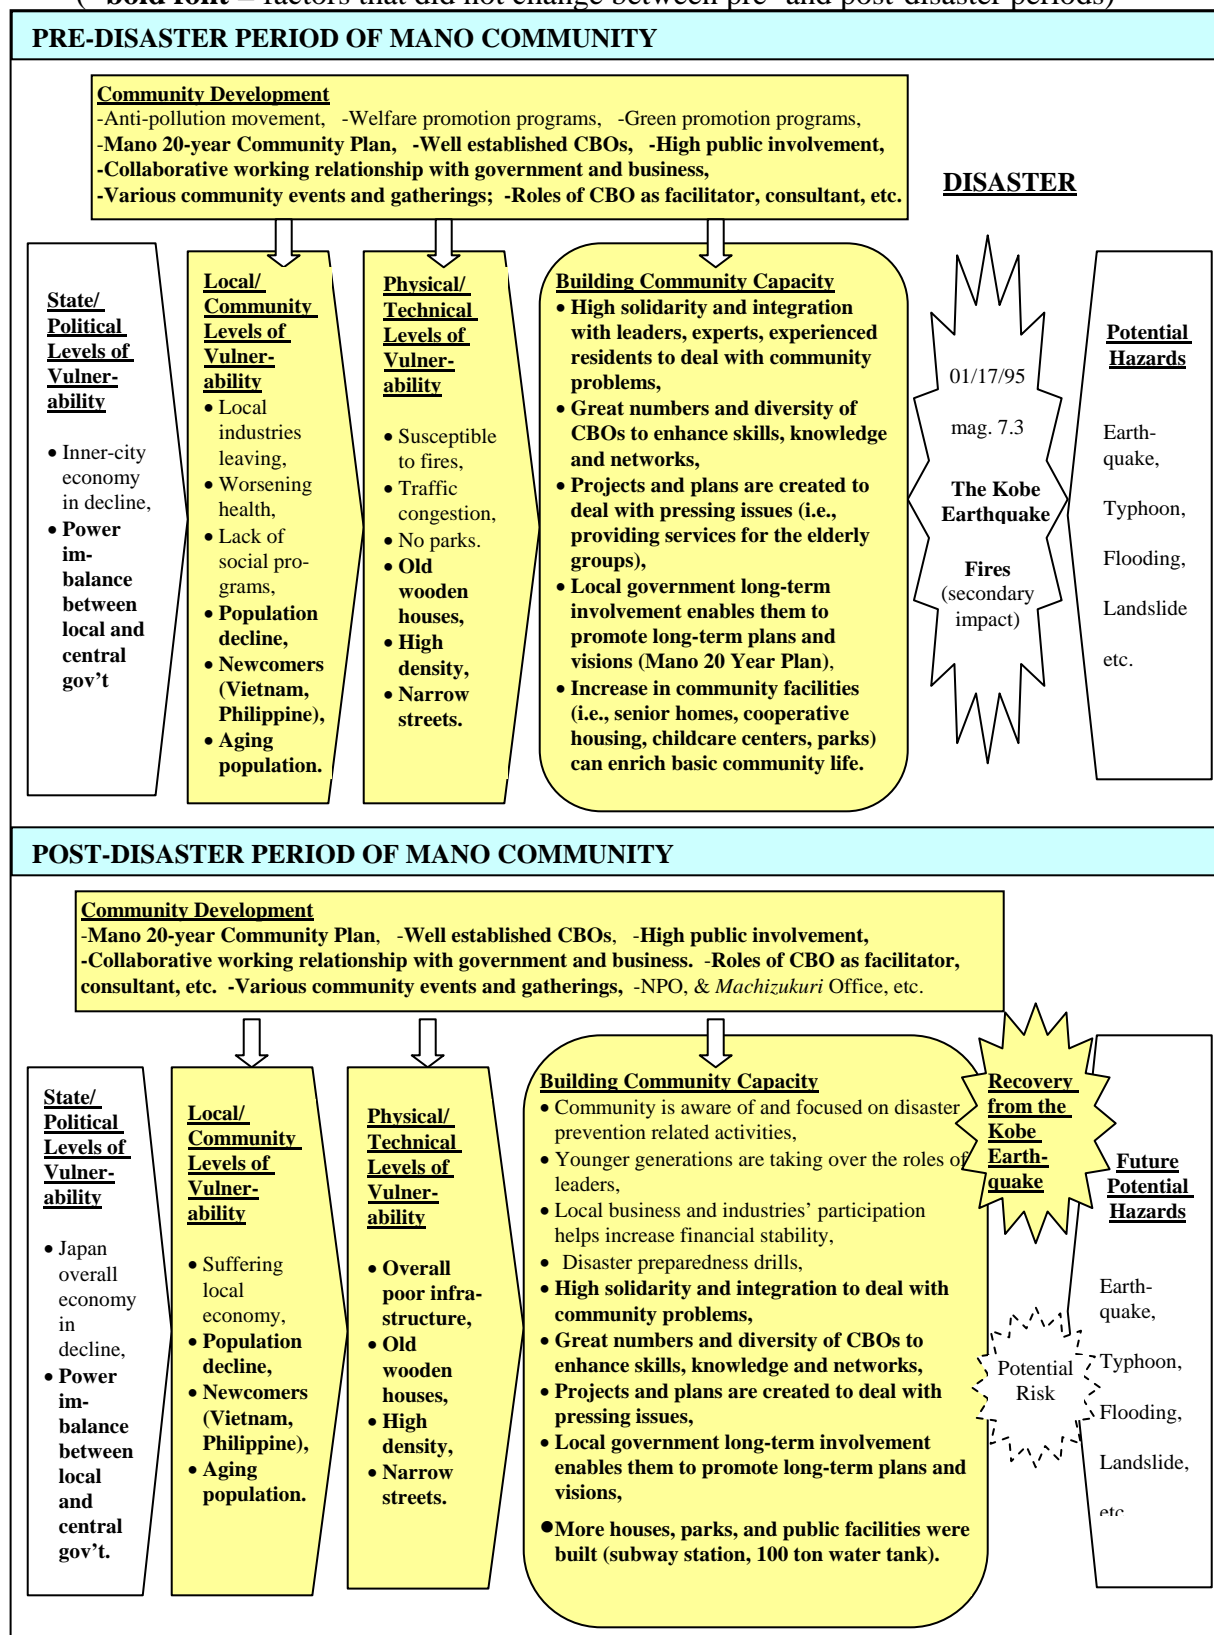 (* bold font = factors that did not change between pre- and post-disaster periods)
PRE-DISASTER PERIOD OF MANO COMMUNITY
Community Development
-Anti-pollution movement, -Welfare promotion programs, -Green promotion programs,
-Mano 20-year Community Plan, -Well established CBOs, -High public involvement,
-Collaborative working relationship with government and business,
-Various community events and gatherings; -Roles of CBO as facilitator, consultant, etc.
DISASTER
State/
Political
Levels of
Vulner-
ability
• Inner-city
economy
in decline,
• Power
im-
balance
between
local and
central
gov't
Local/
Community
Levels of
Vulner-
ability
• Local
industries
leaving,
• Worsening
health,
• Lack of
social pro-
grams,
• Population
decline,
• Newcomers
(Vietnam,
Philippine),
• Aging
population.
Physical/
Technical
Levels of
Vulner-
ability
• Susceptible
to fires,
• Traffic
congestion,
• No parks.
• Old
wooden
houses,
• High
density,
• Narrow
streets.
Building Community Capacity
• High solidarity and integration
with leaders, experts, experienced
residents to deal with community
problems,
• Great numbers and diversity of
CBOs to enhance skills, knowledge
and networks,
• Projects and plans are created to
deal with pressing issues (i.e.,
providing services for the elderly
groups),
• Local government long-term
involvement enables them to
promote long-term plans and
visions (Mano 20 Year Plan),
• Increase in community facilities
(i.e., senior homes, cooperative
housing, childcare centers, parks)
can enrich basic community life.
01/17/95
mag. 7.3
The Kobe
Earthquake
Fires
(secondary
impact)
Potential
Hazards
Earth-
quake,
Typhoon,
Flooding,
Landslide
etc.
POST-DISASTER PERIOD OF MANO COMMUNITY
Community Development
-Mano 20-year Community Plan, -Well established CBOs, -High public involvement,
-Collaborative working relationship with government and business. -Roles of CBO as facilitator,
consultant, etc. -Various community events and gatherings, -NPO, & Machizukuri Office, etc.
State/
Political
Levels of
Vulner-
ability
• Japan
overall
economy
in
decline,
• Power
im-
balance
between
local
and
central
gov't.
Local/
Community
Levels of
Vulner-
ability
• Suffering
local
economy,
• Population
decline,
• Newcomers
(Vietnam,
Philippine),
• Aging
population.
Physical/
Technical
Levels of
Vulner-
ability
• Overall
poor infra-
structure,
• Old
wooden
houses,
• High
density,
• Narrow
streets.
Building Community Capacity
• Community is aware of and focused on disaster
prevention related activities,
• Younger generations are taking over the roles of
leaders,
• Local business and industries' participation
helps increase financial stability,
• Disaster preparedness drills,
• High solidarity and integration to deal with
community problems,
• Great numbers and diversity of CBOs to
enhance skills, knowledge and networks,
• Projects and plans are created to deal with
pressing issues,
• Local government long-term involvement
enables them to promote long-term plans and
visions,
• More houses, parks, and public facilities were
built (subway station, 100 ton water tank).
Recovery
from the
Kobe
Earth-
quake
Potential
Risk
Future
Potential
Hazards
Earth-
quake,
Typhoon,
Flooding,
Landslide,
etc